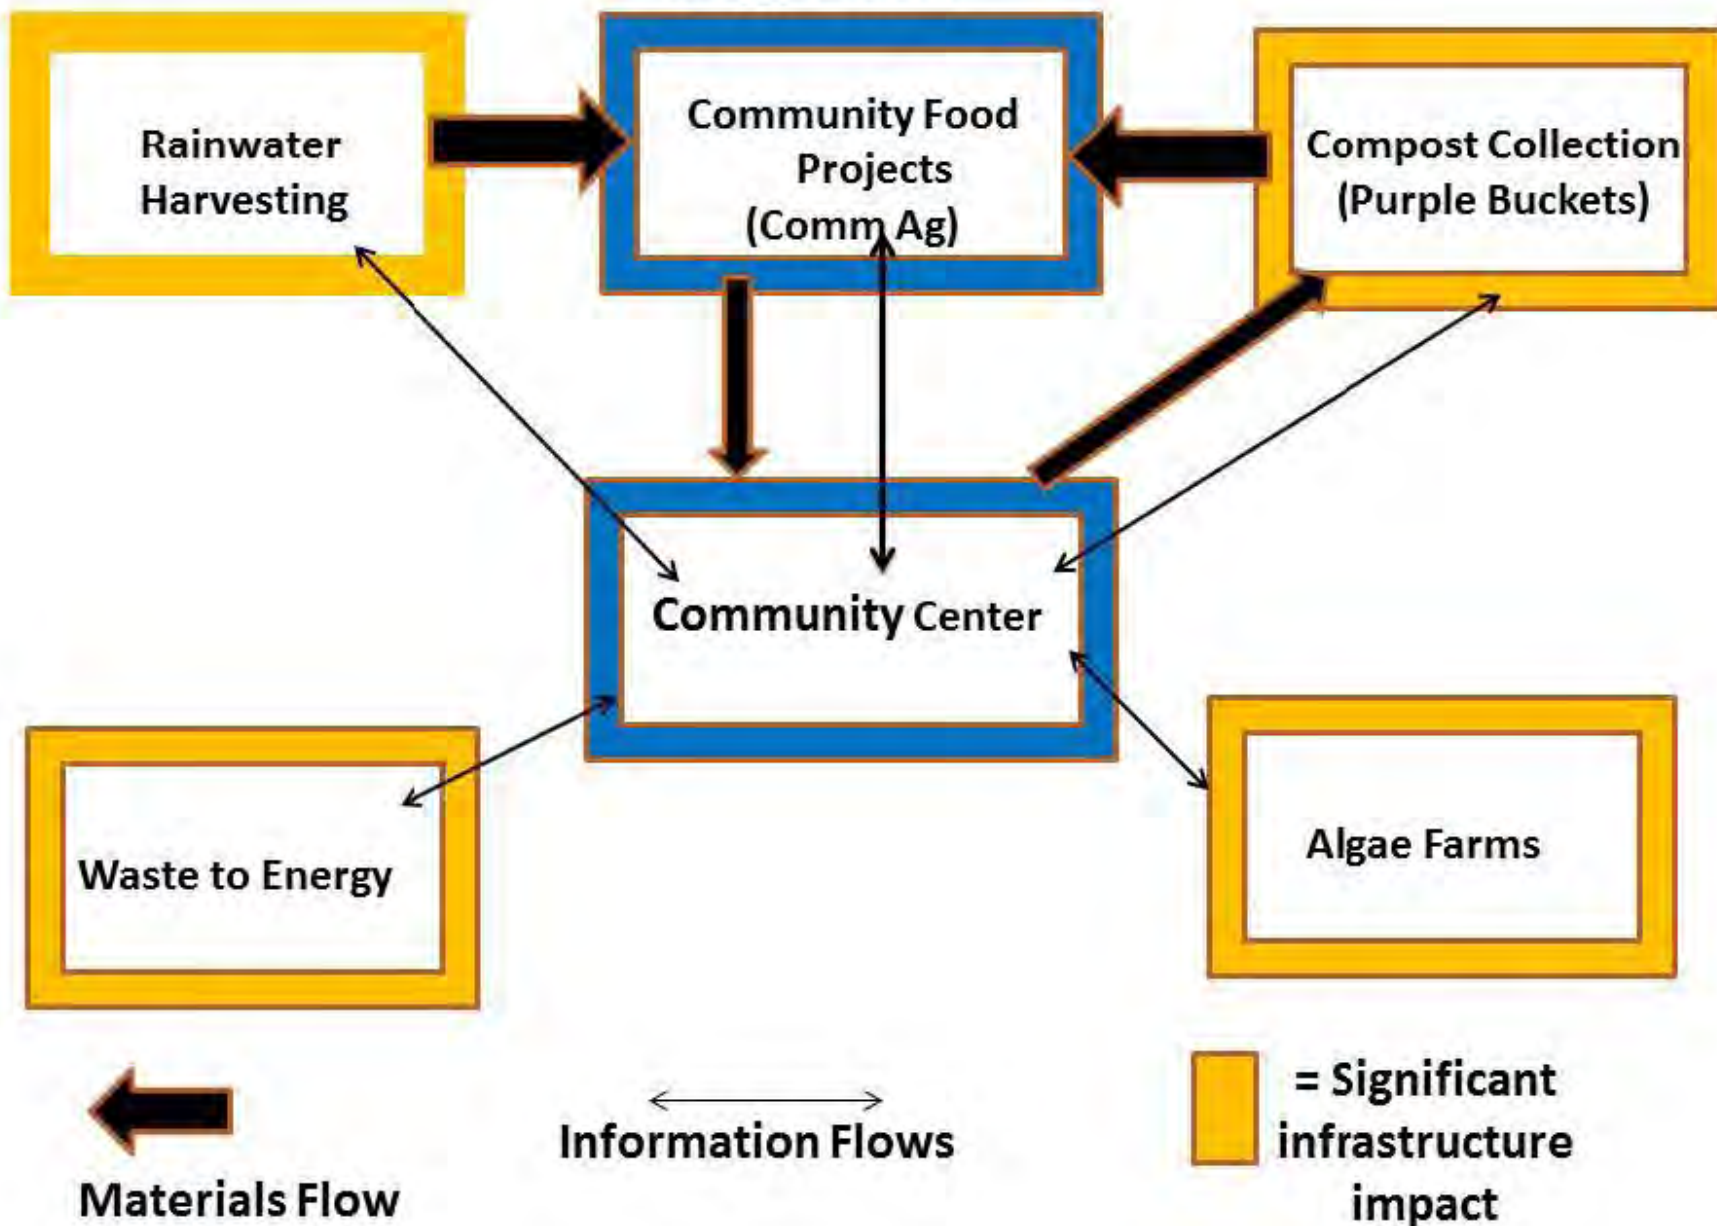 Rainwater
Harvesting
Community Food
Projects
(Comm Ag)
Compost Collection
(Purple Buckets)
Community Center
Waste to Energy
Algae Farms
Materials Flow
Information Flows
= Significant
infrastructure
impact